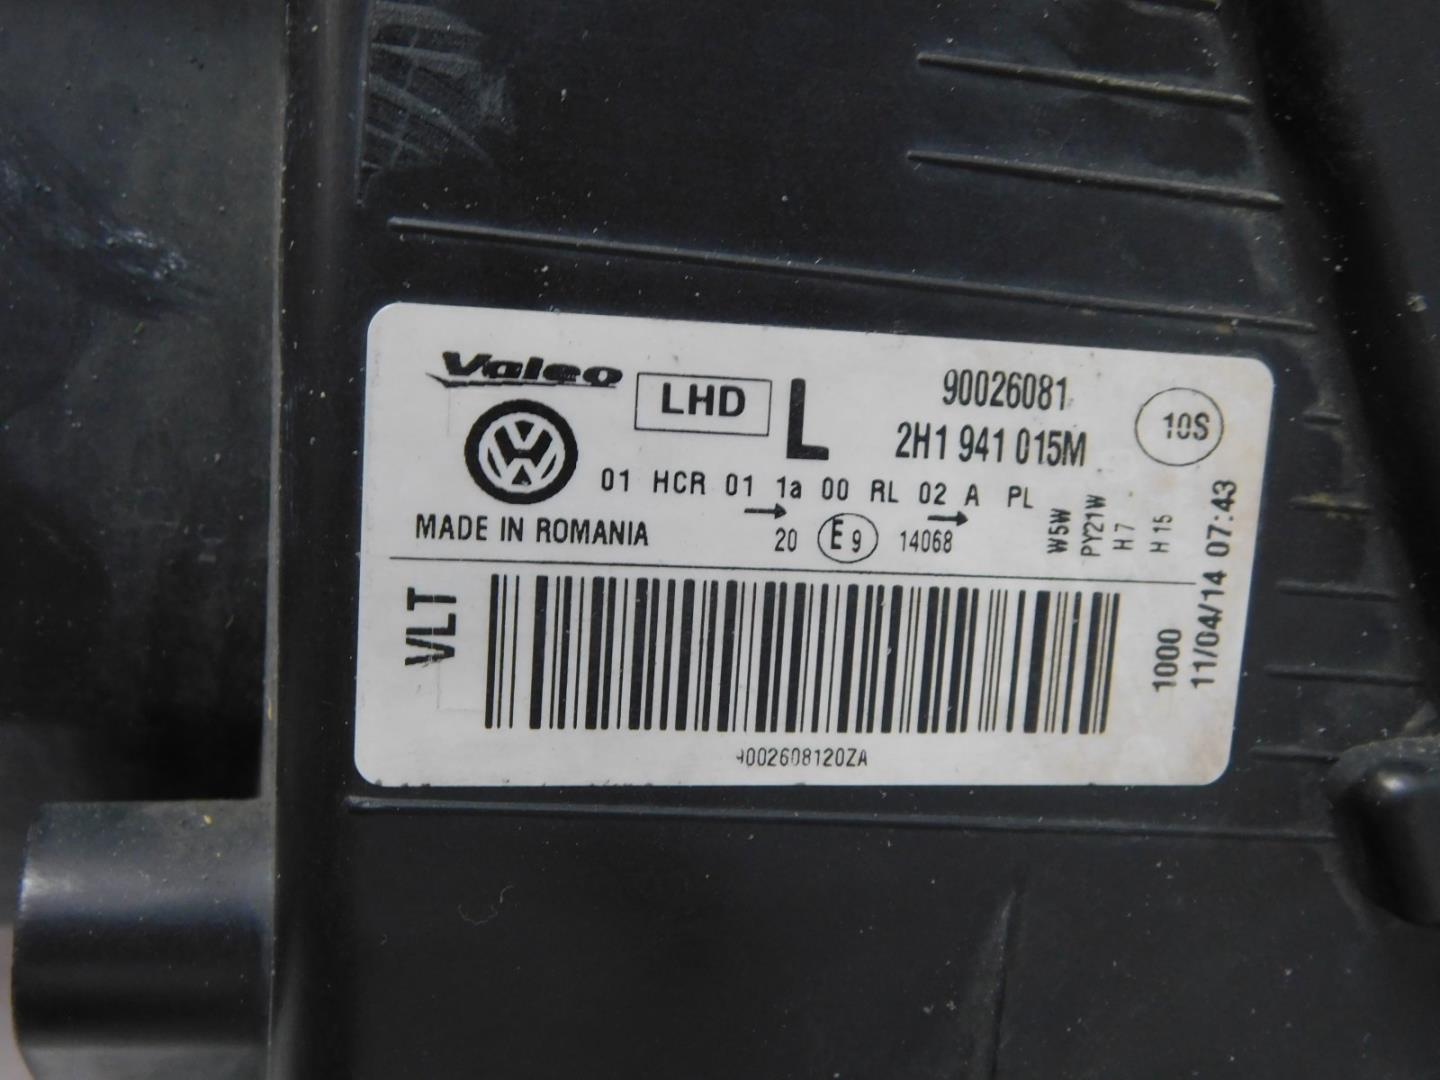 Valeo
LHD L 90026081
2H1 941 015M 10S
01 HCR 01 1a 00 RL 02 A PL
MADE IN ROMANIA 20 E9 14068
W5W
PY21W
H7
H15
VLT
1000
11/04/14 07:43
9002608120ZA